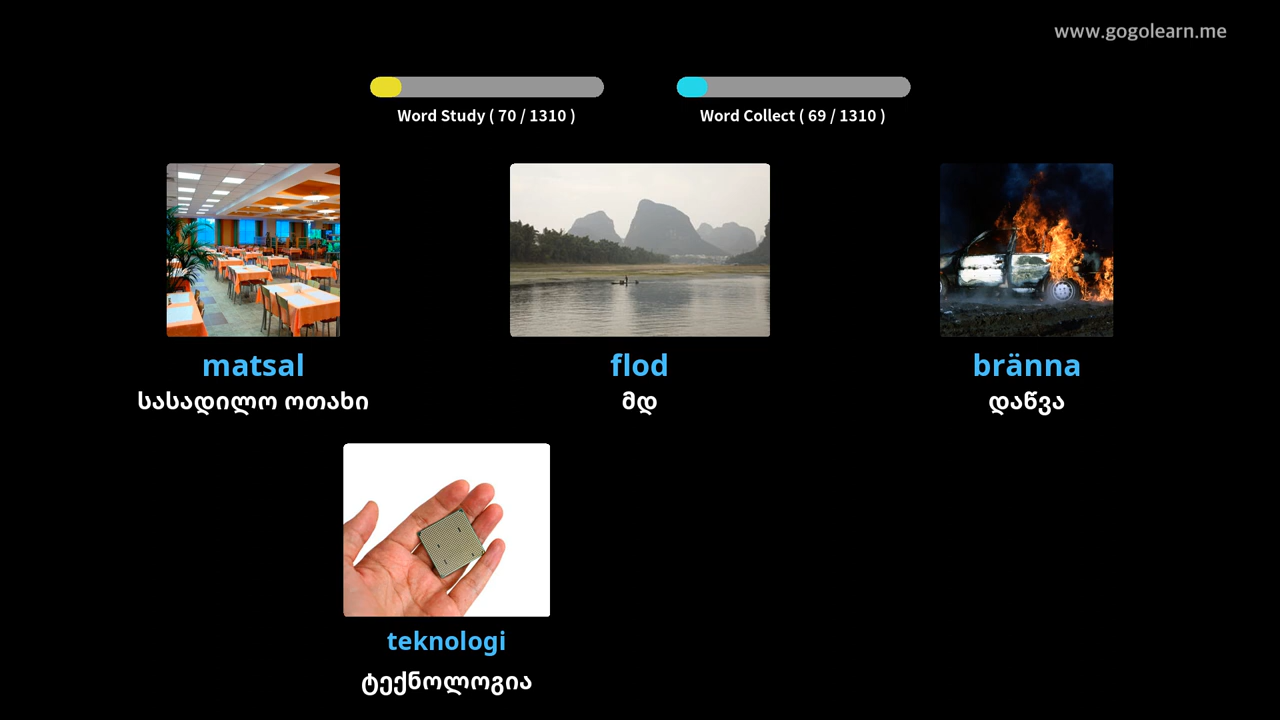 www.gogolearn.me
Word Study ( 70 / 1310 )
Word Collect ( 69 / 1310 )
matsal
სასადილო ოთახი
flod
მდ
bränna
დაწვა
teknologi
ტექნოლოგია